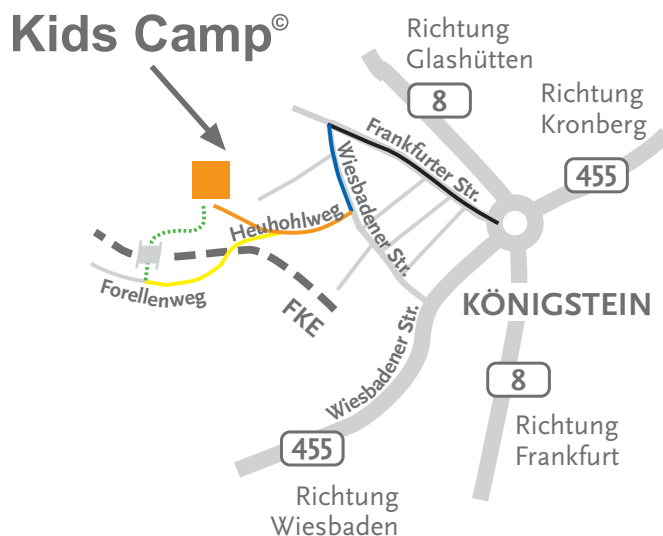 Kids Camp©
Richtung
Glashütten
8
Richtung
Kronberg
455
Frankfurter Str.
Wiesbadener Str.
Heuhohlweg
Forellenweg
FKE
KÖNIGSTEIN
Wiesbadener Str.
8
Richtung
Frankfurt
455
Richtung
Wiesbaden